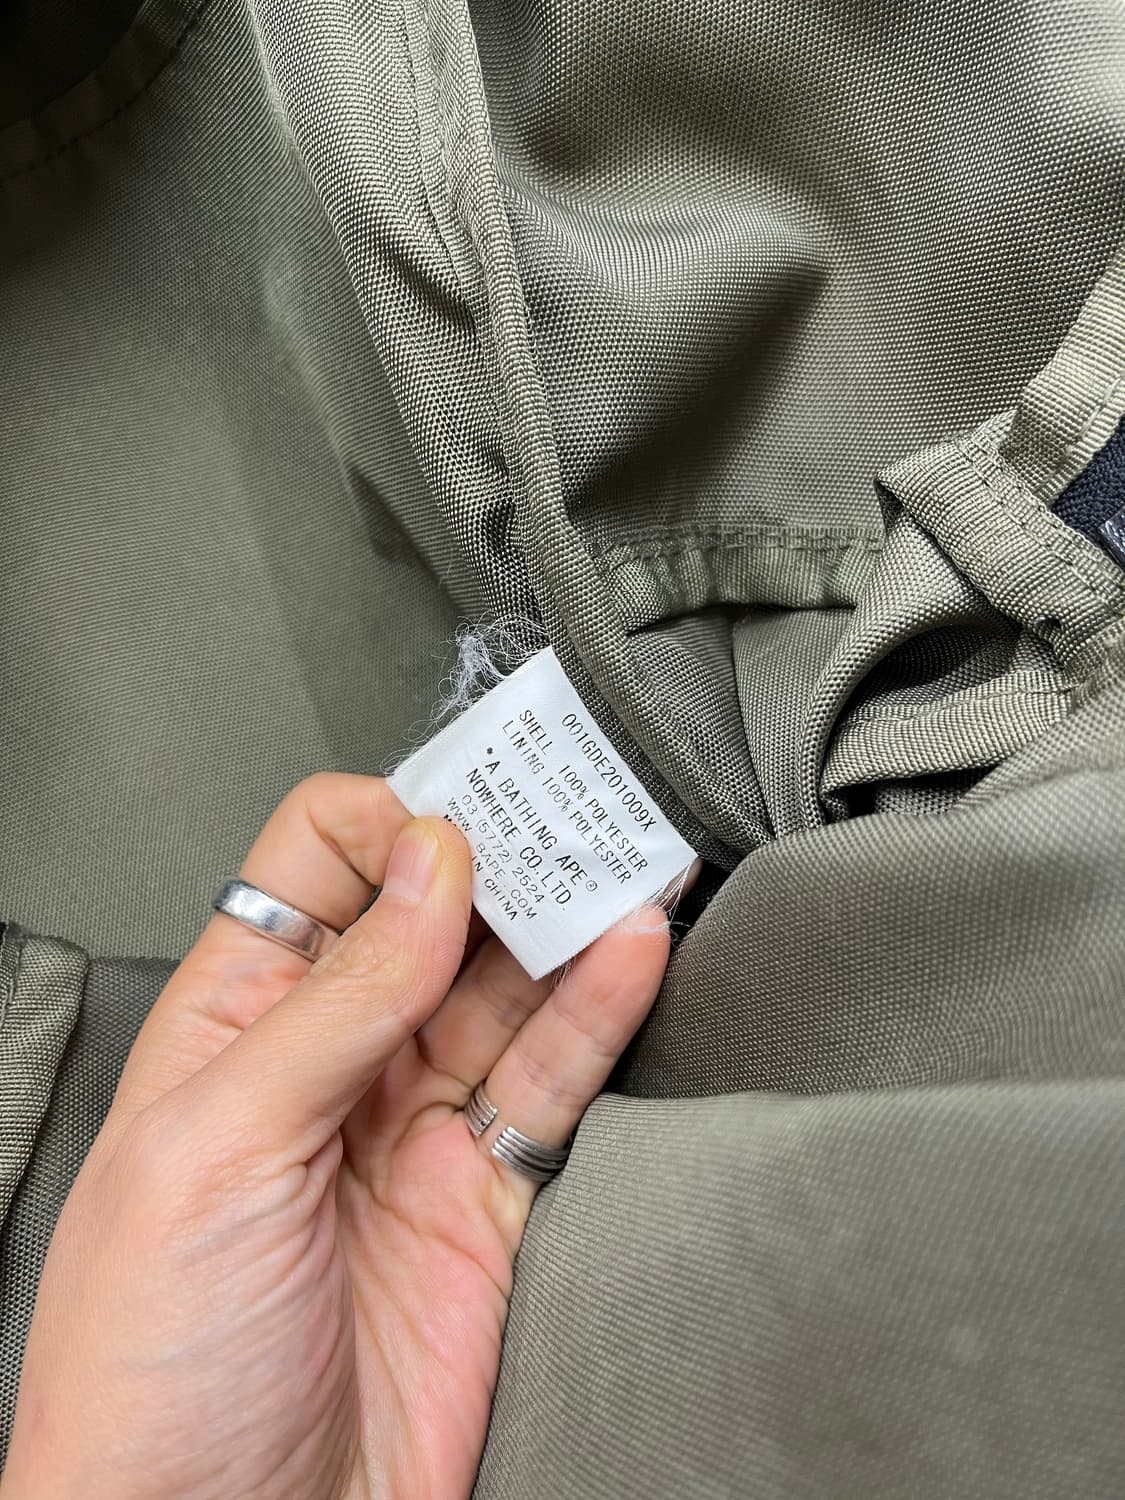 001GDE201009X
SHELL 100% POLYESTER
LINING 100% POLYESTER
• A BATHING APE®
NOWHERE CO., LTD.
03 (5772) 2524
WWW.BAPE.COM
IN CHINA